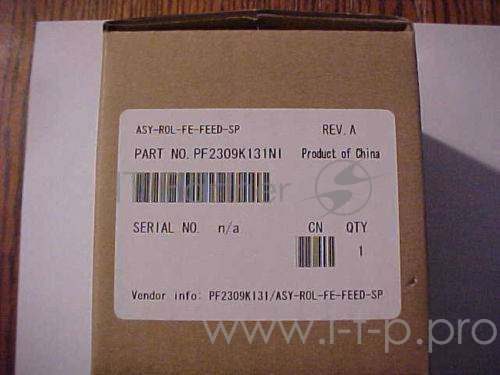 ASY-ROL-FE-FEED-SP REV.A
PART NO. PF2309K131NI Product of China
SERIAL NO. n/a CN QTY
1
Vendor info: PF2309K131/ASY-ROL-FE-FEED-SP
www.i-t-p.pro